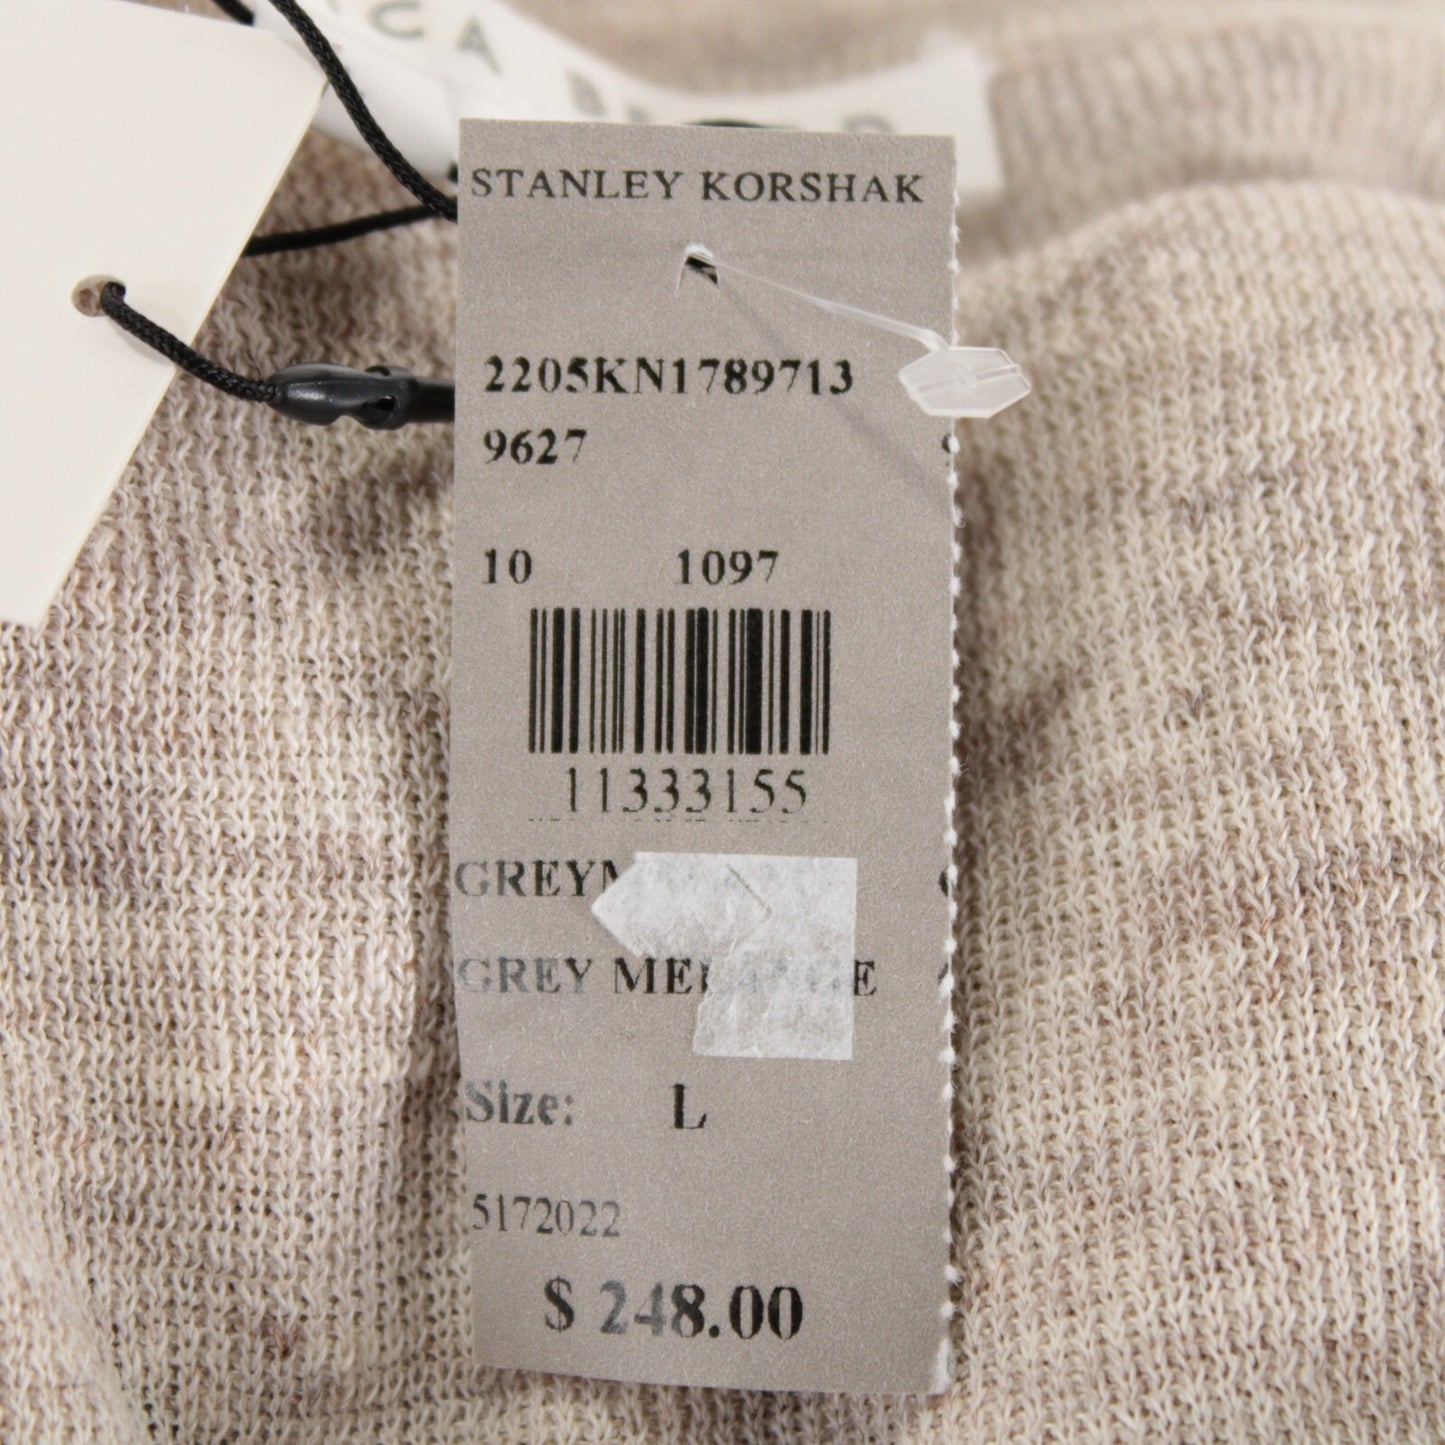 STANLEY KORSHAK
2205KN1789713
9627
10 1097
11333155
GREY MELANGE
Size: L
5172022
$ 248.00